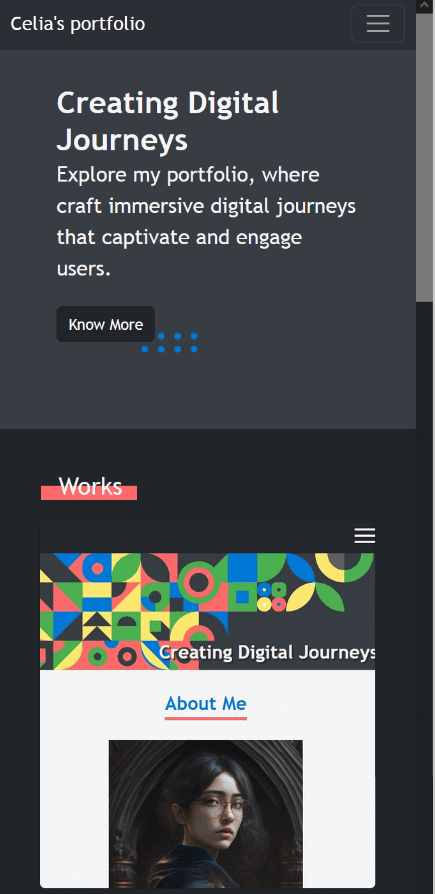 Celia's portfolio
Creating Digital
Journeys
Explore my portfolio, where
craft immersive digital journeys
that captivate and engage
users.
Know More
Works
Creating Digital Journeys
About Me